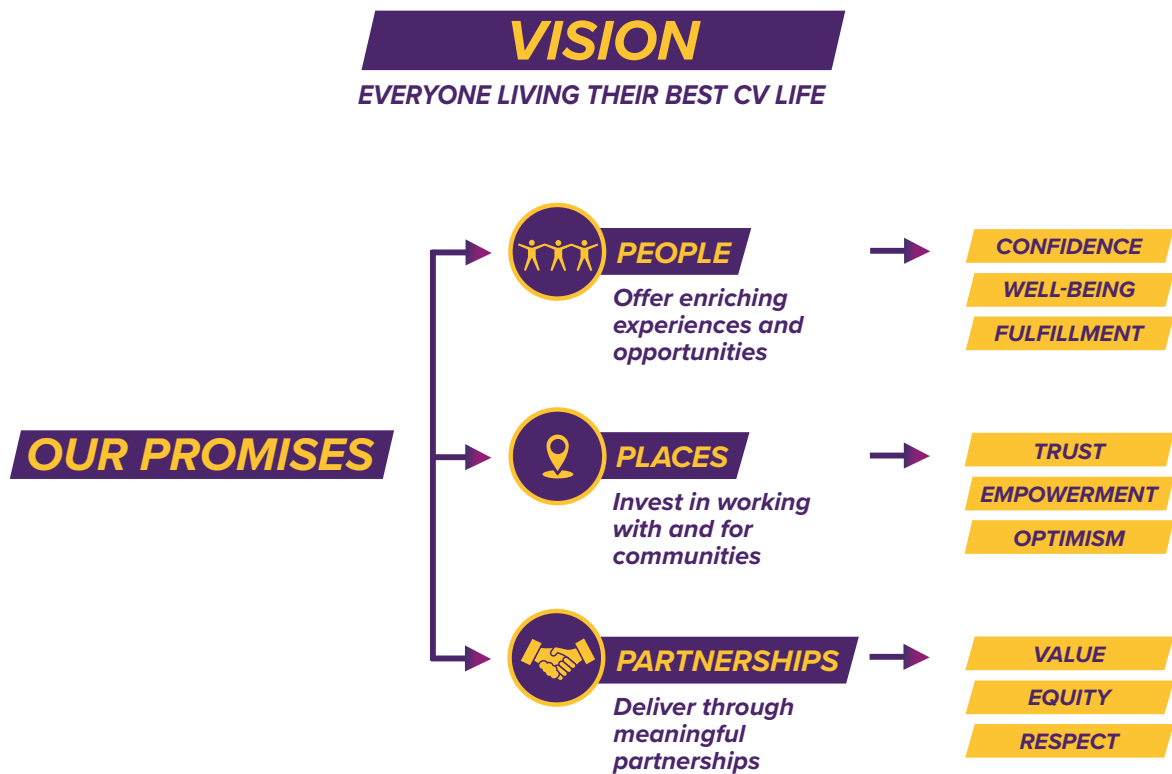 VISION
EVERYONE LIVING THEIR BEST CV LIFE
OUR PROMISES
PEOPLE
Offer enriching
experiences and
opportunities
CONFIDENCE
WELL-BEING
FULFILLMENT
PLACES
Invest in working
with and for
communities
TRUST
EMPOWERMENT
OPTIMISM
PARTNERSHIPS
Deliver through
meaningful
partnerships
VALUE
EQUITY
RESPECT